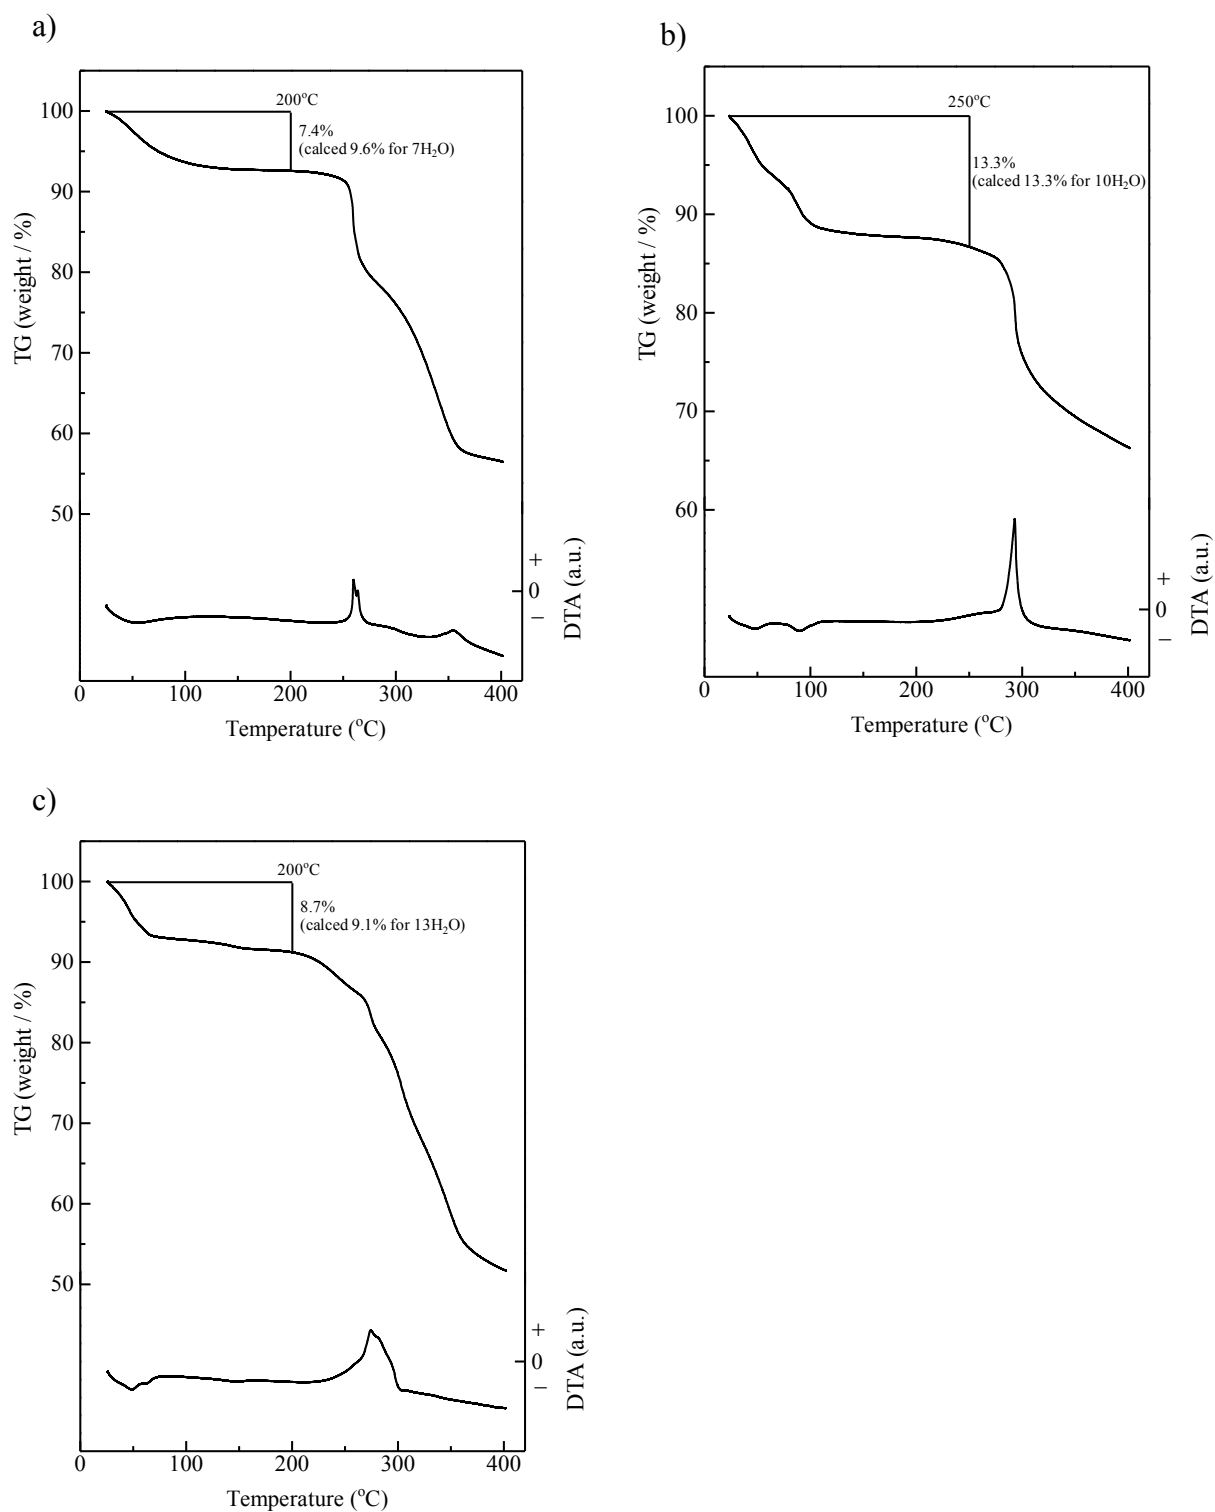 a)
200°C
7.4%
(calced 9.6% for 7H₂O)
100
90
80
70
60
50
TG (weight / %)
+
0
−
DTA (a.u.)
0
100
200
300
400
Temperature (°C)
b)
250°C
13.3%
(calced 13.3% for 10H₂O)
100
90
80
70
60
TG (weight / %)
+
0
−
DTA (a.u.)
0
100
200
300
400
Temperature (°C)
c)
200°C
8.7%
(calced 9.1% for 13H₂O)
100
90
80
70
60
50
TG (weight / %)
+
0
−
DTA (a.u.)
0
100
200
300
400
Temperature (°C)